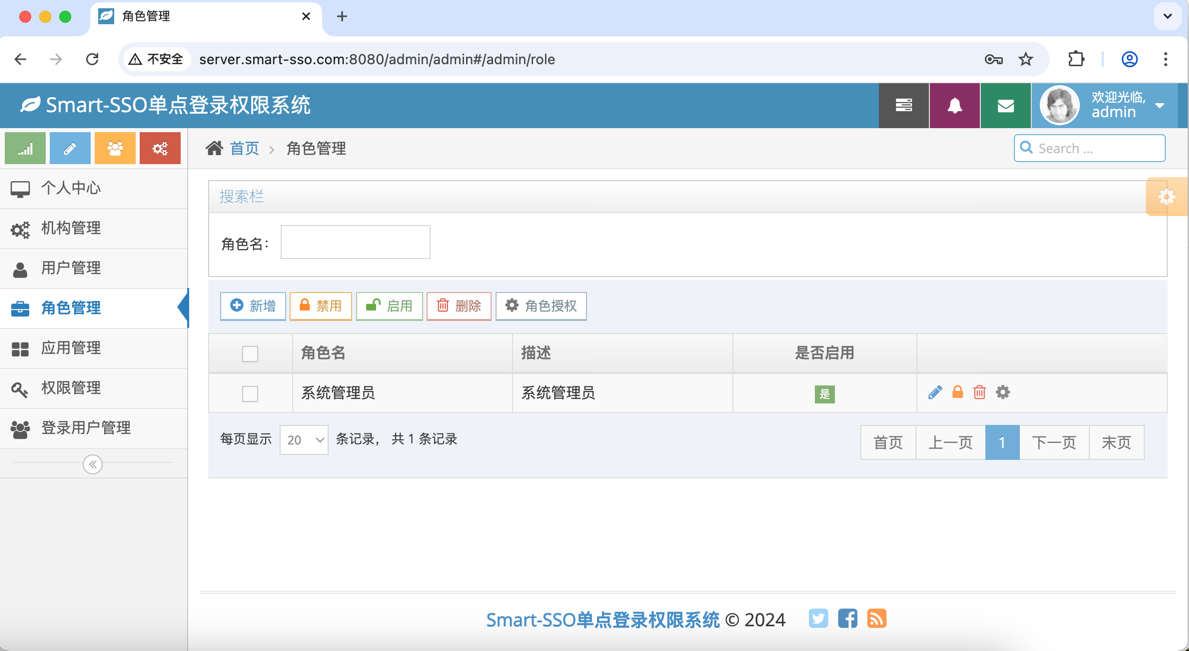 角色管理
不安全 server.smart-sso.com:8080/admin/admin#/admin/role
Smart-SSO单点登录权限系统
欢迎光临,
admin
首页 角色管理
Search ...
个人中心
机构管理
用户管理
角色管理
应用管理
权限管理
登录用户管理
搜索栏
角色名：
新增 禁用 启用 删除 角色授权
角色名 描述 是否启用
系统管理员 系统管理员 是
每页显示 20 条记录， 共 1 条记录
首页 上一页 1 下一页 末页
Smart-SSO单点登录权限系统 © 2024